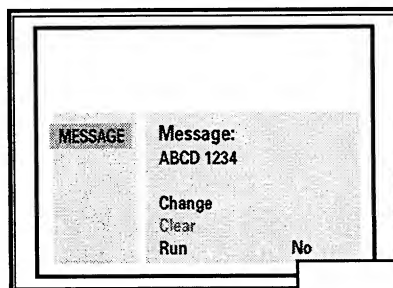 MESSAGE
Message:
ABCD 1234
Change
Clear
Run No